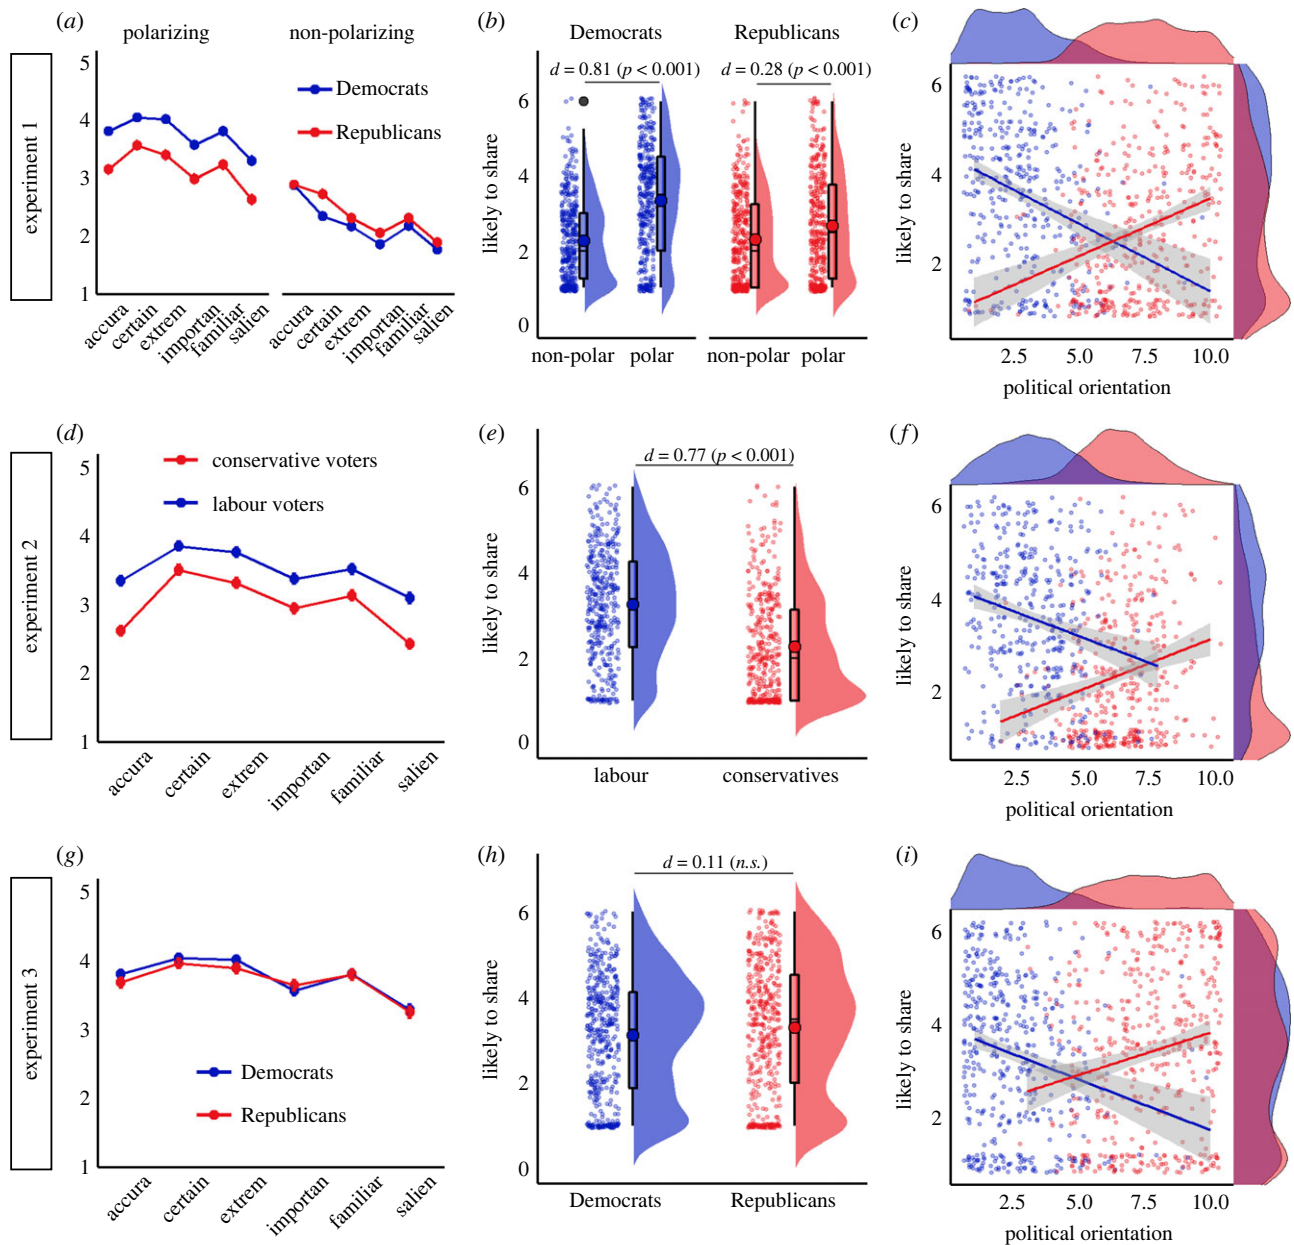 (a)
polarizing
non-polarizing
experiment 1
5
4
3
2
1
Democrats
Republicans
accura
certain
extrem
importan
familiar
salien
accura
certain
extrem
importan
familiar
salien
(b)
Democrats
Republicans
d = 0.81 (p < 0.001)
d = 0.28 (p < 0.001)
likely to share
6
4
2
0
non-polar
polar
non-polar
polar
(c)
likely to share
6
4
2
2.5
5.0
7.5
10.0
political orientation
experiment 2
(d)
5
4
3
2
1
conservative voters
labour voters
accura
certain
extrem
importan
familiar
salien
(e)
d = 0.77 (p < 0.001)
likely to share
6
4
2
0
labour
conservatives
(f)
likely to share
6
4
2
2.5
5.0
7.5
10.0
political orientation
experiment 3
(g)
5
4
3
2
1
Democrats
Republicans
accura
certain
extrem
importan
familiar
salien
(h)
d = 0.11 (n.s.)
likely to share
6
4
2
0
Democrats
Republicans
(i)
likely to share
6
4
2
2.5
5.0
7.5
10.0
political orientation